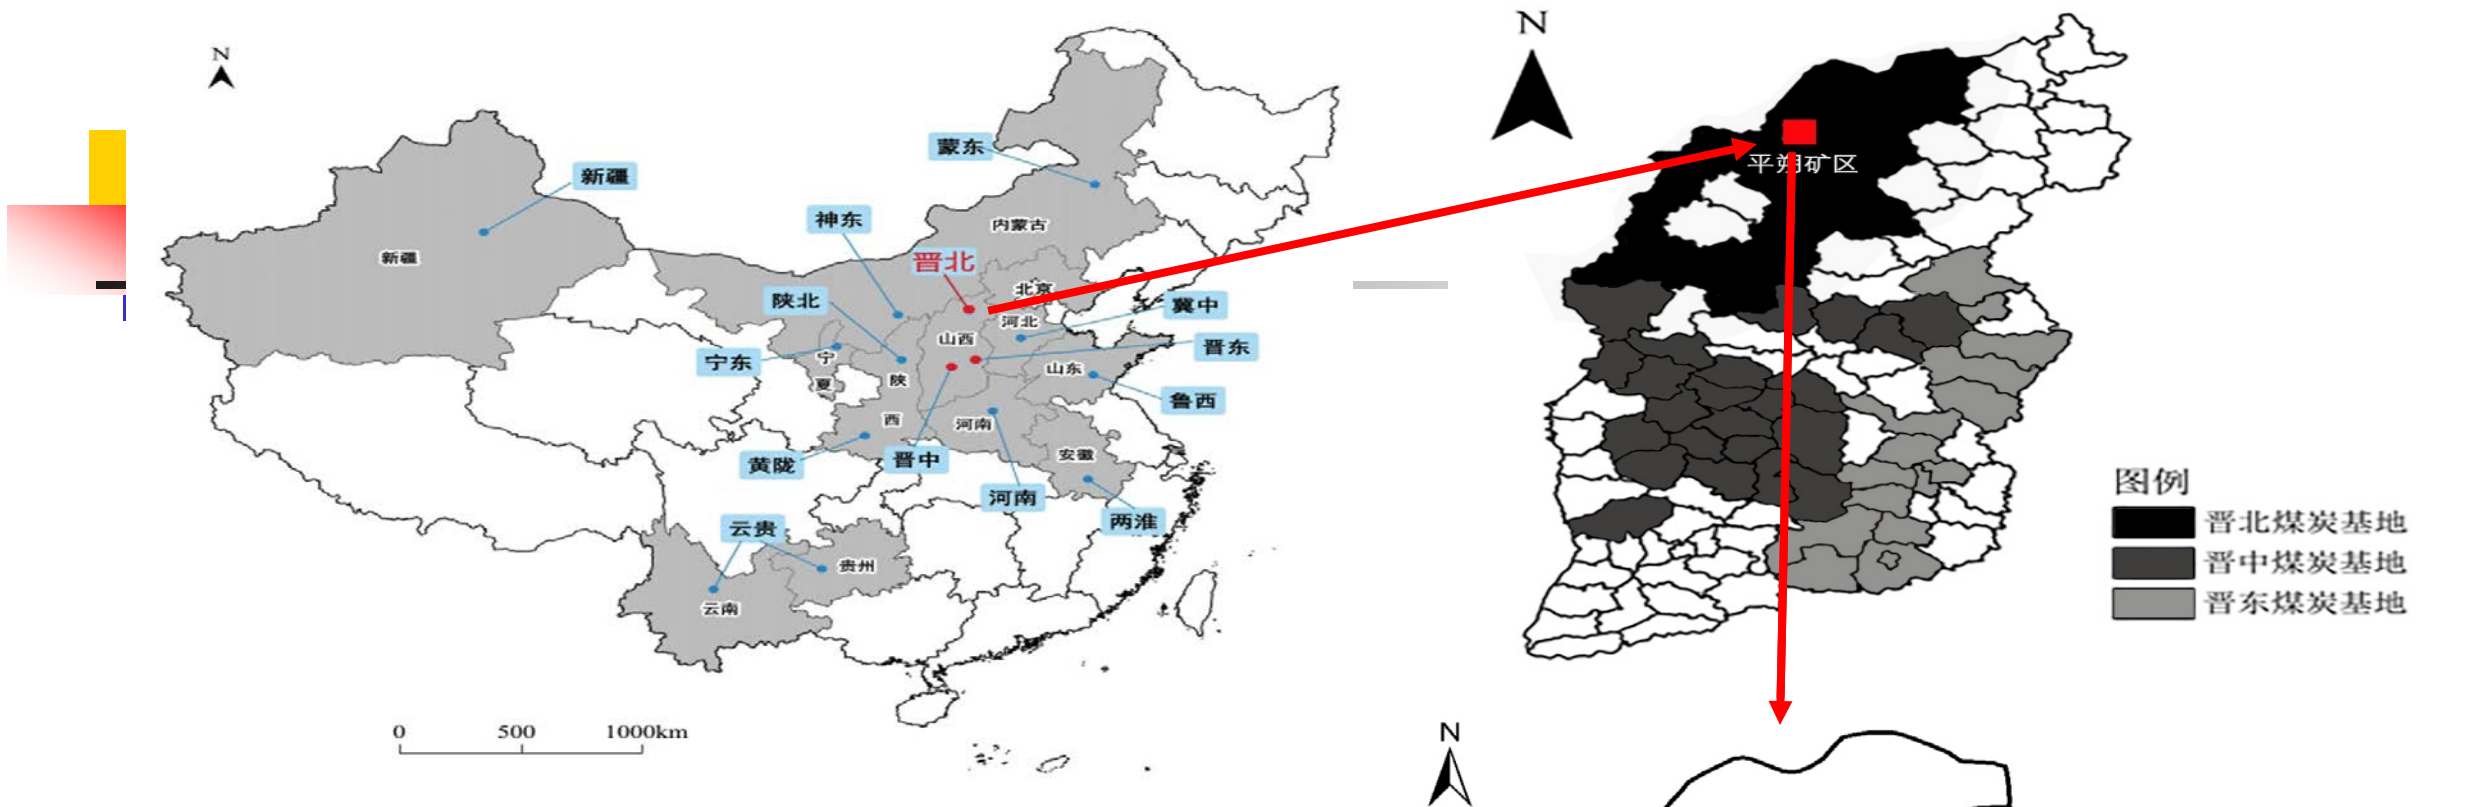 N
N
蒙东
新疆
神东
内蒙古
新疆
晋北
北京
陕北
冀中
河北
山西
宁东
宁
夏
陕
晋东
山东
鲁西
西
河南
黄陇
晋中
安徽
河南
两淮
云贵
贵州
云南
0 500 1000km
平朔矿区
图例
晋北煤炭基地
晋中煤炭基地
晋东煤炭基地
N